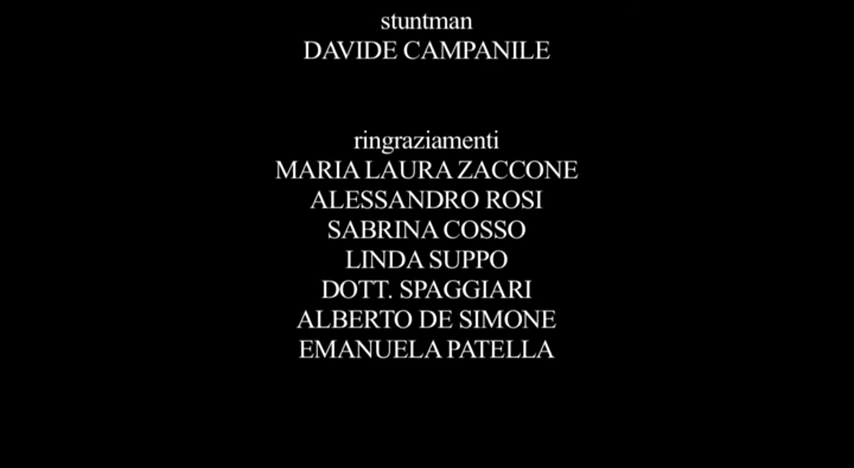 stuntman
DAVIDE CAMPANILE
ringraziamenti
MARIA LAURA ZACCONE
ALESSANDRO ROSI
SABRINA COSSO
LINDA SUPPO
DOTT. SPAGGIARI
ALBERTO DE SIMONE
EMANUELA PATELLA